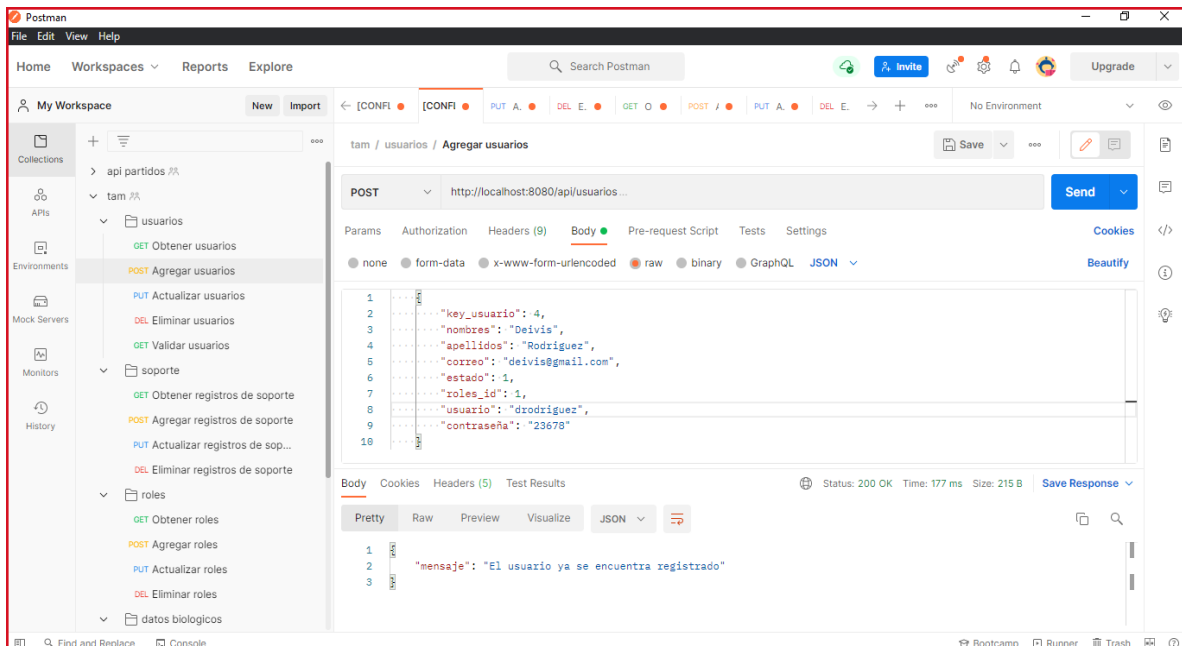 Postman
File Edit View Help
Home Workspaces Reports Explore Search Postman Invite Upgrade
My Workspace New Import [CONFL [CONFI PUT A. DEL E. GET O POST A PUT A. DEL E. No Environment
Collections
APIs
Environments
Mock Servers
Monitors
History
api partidos
tam
usuarios
GET Obtener usuarios
POST Agregar usuarios
PUT Actualizar usuarios
DEL Eliminar usuarios
GET Validar usuarios
soporte
GET Obtener registros de soporte
POST Agregar registros de soporte
PUT Actualizar registros de sop...
DEL Eliminar registros de soporte
roles
GET Obtener roles
POST Agregar roles
PUT Actualizar roles
DEL Eliminar roles
datos biologicos
tam / usuarios / Agregar usuarios Save
POST http://localhost:8080/api/usuarios... Send
Params Authorization Headers (9) Body Pre-request Script Tests Settings Cookies
none form-data x-www-form-urlencoded raw binary GraphQL JSON Beautify
1 {
2 "key_usuario": 4,
3 "nombres": "Deivis",
4 "apellidos": "Rodriguez",
5 "correo": "deivis@gmail.com",
6 "estado": 1,
7 "roles_id": 1,
8 "usuario": "drodriguez",
9 "contraseña": "23678"
10 }
Body Cookies Headers (5) Test Results Status: 200 OK Time: 177 ms Size: 215 B Save Response
Pretty Raw Preview Visualize JSON
1 {
2 "mensaje": "El usuario ya se encuentra registrado"
3 }
Find and Replace Console Bootcamp Runner Trash